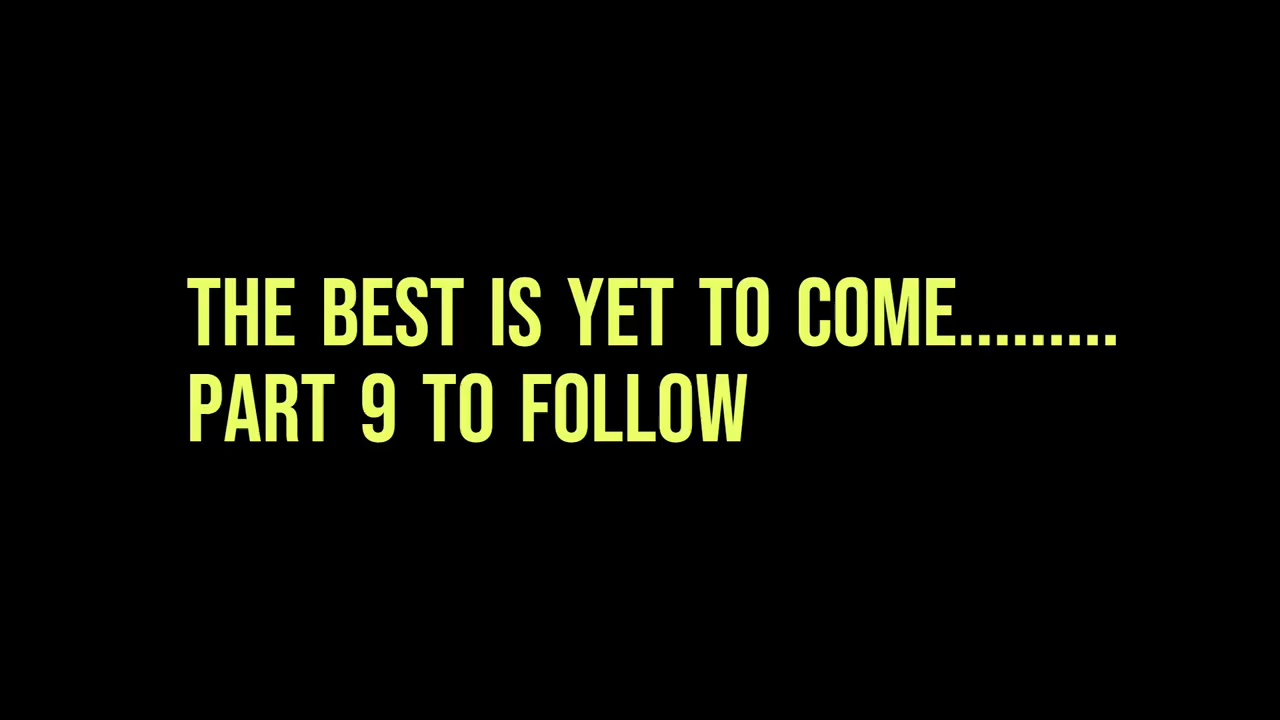 THE BEST IS YET TO COME.........
PART 9 TO FOLLOW